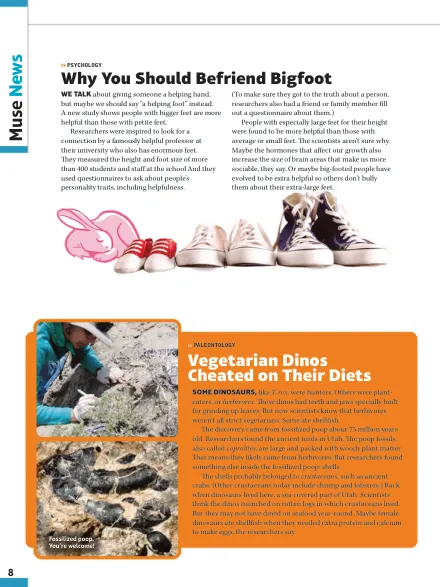 Muse News
» PSYCHOLOGY
Why You Should Befriend Bigfoot
WE TALK about giving someone a helping hand,
but maybe we should say "a helping foot" instead.
A new study shows people with bigger feet are more
helpful than those with petite feet.
Researchers were inspired to look for a
connection by a famously helpful professor at
their university who also has enormous feet.
They measured the height and foot size of more
than 400 students and staff at the school And they
used questionnaires to ask about people's
personality traits, including helpfulness.
(To make sure they got to the truth about a person,
researchers also had a friend or family member fill
out a questionnaire about them.)
People with especially large feet for their height
were found to be more helpful than those with
average or small feet. The scientists aren't sure why.
Maybe the hormones that affect our growth also
increase the size of brain areas that make us more
sociable, they say. Or maybe big-footed people have
evolved to be extra helpful so others don't bully
them about their extra-large feet.
» PALEONTOLOGY
Vegetarian Dinos
Cheated on Their Diets
SOME DINOSAURS, like T. rex, were hunters. Others were plant-
eaters, or herbivores. These dinos had teeth and jaws specially built
for grinding up leaves. But now scientists know that herbivores
weren't all strict vegetarians. Some ate shellfish.
The discovery came from fossilized poop about 75 million years
old. Researchers found the ancient turds in Utah. The poop fossils,
also called coprolites, are large and packed with woody plant matter.
That means they likely came from herbivores. But researchers found
something else inside the fossilized poop: shells.
The shells probably belonged to crustaceans, such as ancient
crabs. (Other crustaceans today include shrimp and lobsters.) Back
when dinosaurs lived here, a sea covered part of Utah. Scientists
think the dinos munched on rotten logs in which crustaceans lived.
But they may not have dined on seafood year-round. Maybe female
dinosaurs ate shellfish when they needed extra protein and calcium
to make eggs, the researchers say.
Fossilized poop.
You're welcome!
8